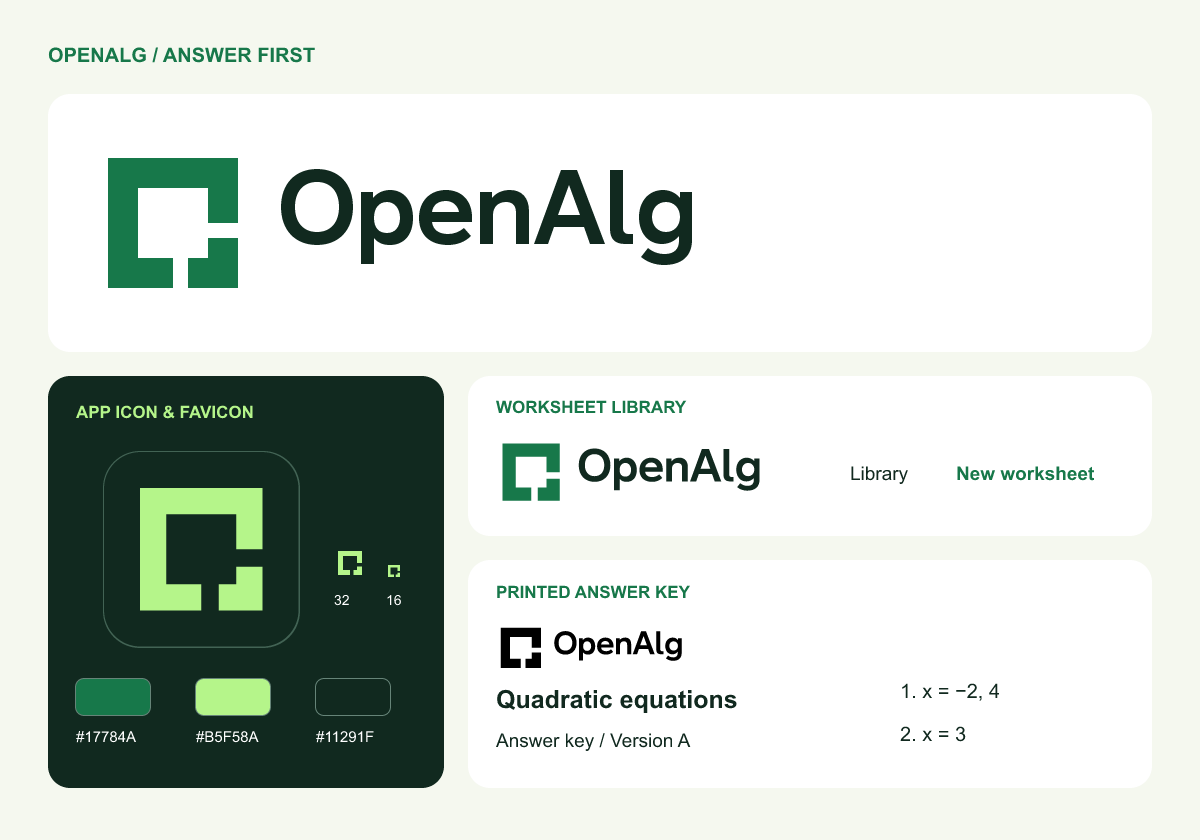 OPENALG / ANSWER FIRST
OpenAlg
APP ICON & FAVICON
32
16
#17784A
#B5F58A
#11291F
WORKSHEET LIBRARY
OpenAlg
Library
New worksheet
PRINTED ANSWER KEY
OpenAlg
Quadratic equations
Answer key / Version A
1. x = −2, 4
2. x = 3